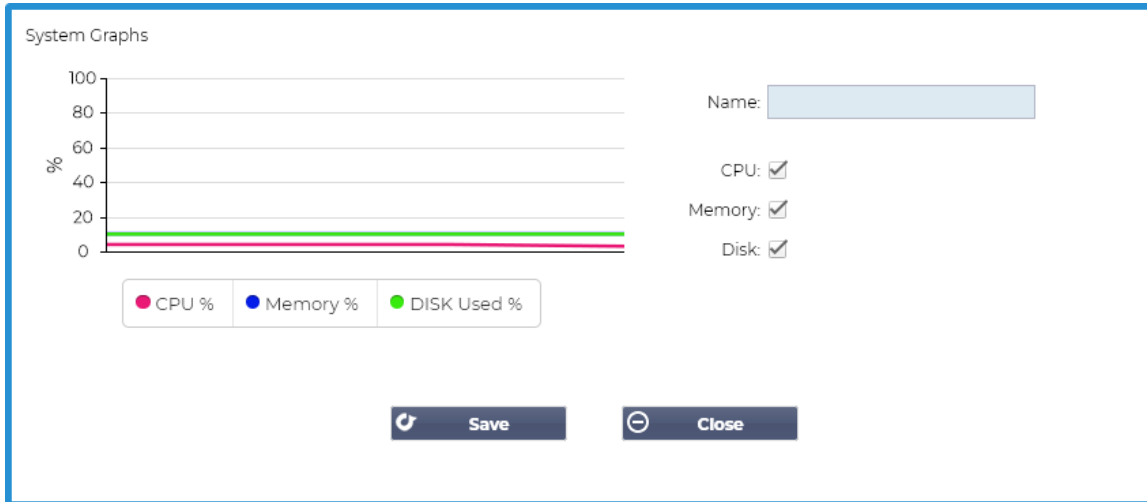 System Graphs
100
80
60
40
20
0
%
CPU % Memory % DISK Used %
Name:
CPU:
Memory:
Disk:
Save Close